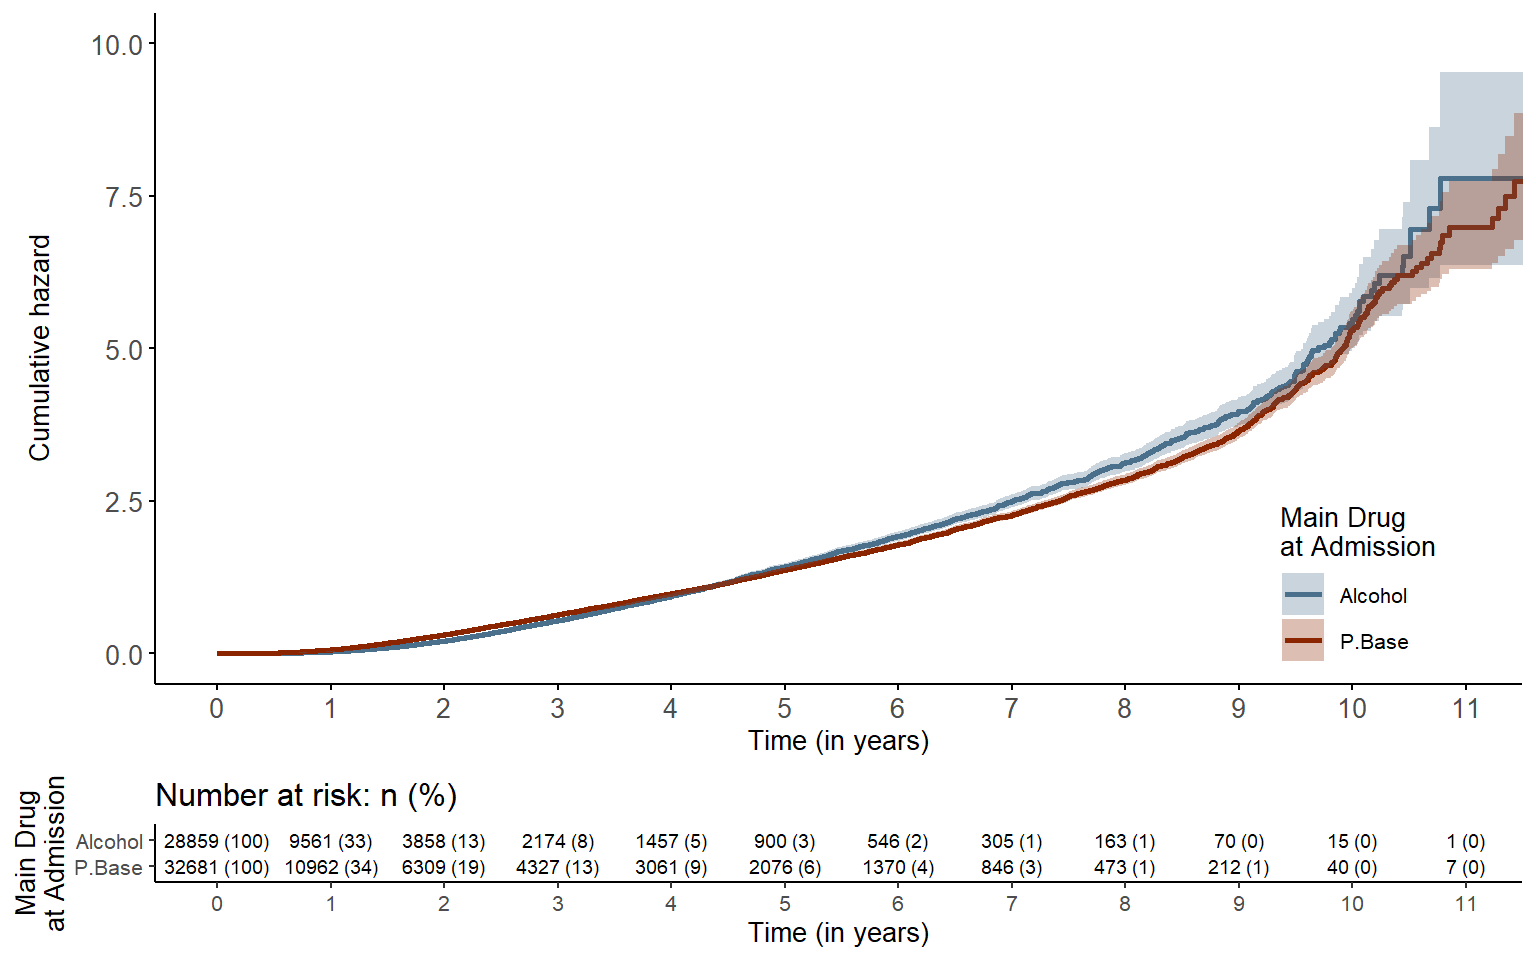 10.0
7.5
5.0
2.5
0.0
Cumulative hazard
Main Drug
at Admission
Alcohol
P.Base
0 1 2 3 4 5 6 7 8 9 10 11
Time (in years)
Number at risk: n (%)
Main Drug
at Admission
Alcohol 28859 (100) 9561 (33) 3858 (13) 2174 (8) 1457 (5) 900 (3) 546 (2) 305 (1) 163 (1) 70 (0) 15 (0) 1 (0)
P.Base 32681 (100) 10962 (34) 6309 (19) 4327 (13) 3061 (9) 2076 (6) 1370 (4) 846 (3) 473 (1) 212 (1) 40 (0) 7 (0)
0 1 2 3 4 5 6 7 8 9 10 11
Time (in years)